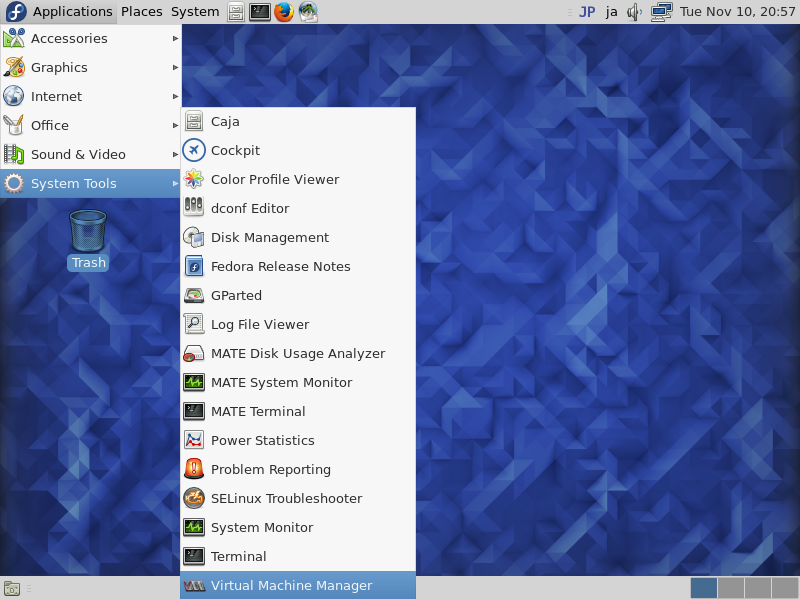 Applications Places System JP ja Tue Nov 10, 20:57
Accessories
Graphics
Internet
Office
Sound & Video
System Tools
Trash
Caja
Cockpit
Color Profile Viewer
dconf Editor
Disk Management
Fedora Release Notes
GParted
Log File Viewer
MATE Disk Usage Analyzer
MATE System Monitor
MATE Terminal
Power Statistics
Problem Reporting
SELinux Troubleshooter
System Monitor
Terminal
Virtual Machine Manager